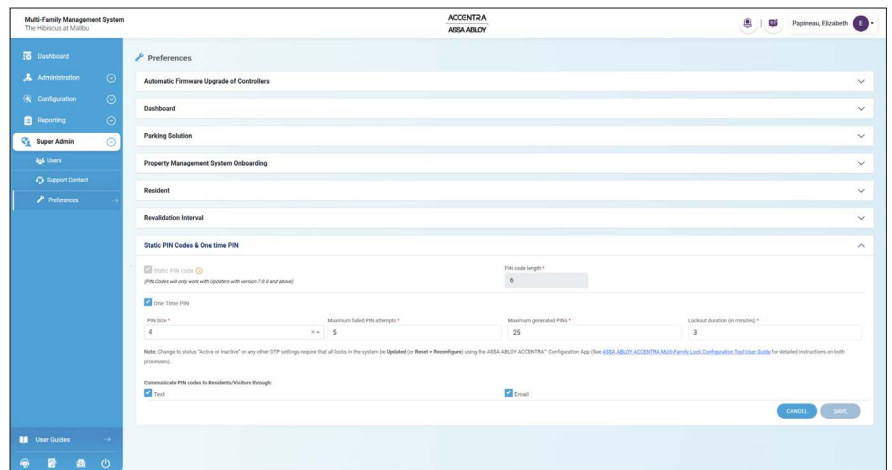 Multi-Family Management System
The Hibiscus at Malibu
ACCENTRA
ASSA ABLOY
Papineau, Elizabeth
E
Dashboard
Administration
Configuration
Reporting
Super Admin
Users
Support Contact
Preferences
User Guides
Preferences
Automatic Firmware Upgrade of Controllers
Dashboard
Parking Solution
Property Management System Onboarding
Resident
Revalidation Interval
Static PIN Codes & One time PIN
Static PIN code
(PIN Codes will only work with Updaters with version 7.0.0 and above)
PIN code length *
6
One Time PIN
PIN Size * Maximum failed PIN attempts * Maximum generated PINs * Lockout duration (in minutes) *
4 5 25 3
Note: Change to status "Active or Inactive" or any other OTP settings require that all locks in the system be Updated (or Reset + Reconfigure) using the ASSA ABLOY ACCENTRA™ Configuration App (See ASSA ABLOY ACCENTRA Multi-Family Lock Configuration Tool User Guide for detailed instructions on both
processes).
Communicate PIN codes to Residents/Visitors through:
Text Email
CANCEL SAVE